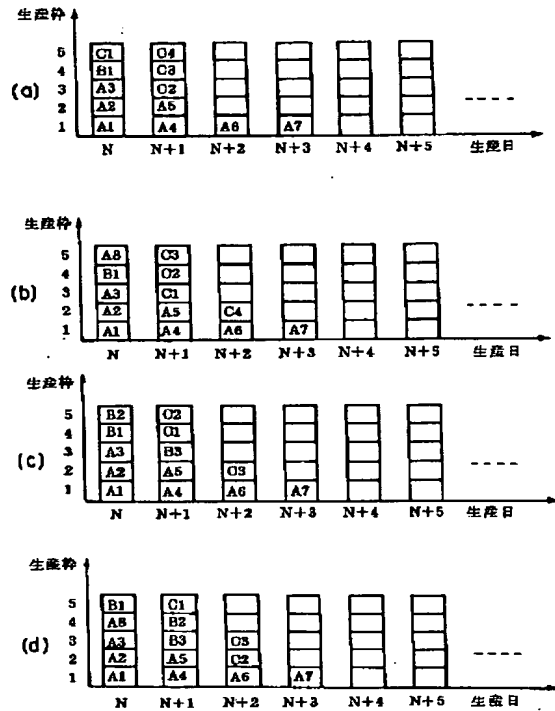 生産枠
5 C1 C4
4 B1 C3
(a)
3 A3 C2
2 A2 A5
1 A1 A4 A6 A7
N N+1 N+2 N+3 N+4 N+5 生産日
生産枠
5 A8 C3
4 B1 C2
(b)
3 A3 C1
2 A2 A5 C4
1 A1 A4 A6 A7
N N+1 N+2 N+3 N+4 N+5 生産日
生産枠
5 B2 C2
4 B1 C1
(c)
3 A3 B3
2 A2 A5 C3
1 A1 A4 A6 A7
N N+1 N+2 N+3 N+4 N+5 生産日
生産枠
5 B1 C1
4 A8 B2
(d)
3 A3 B3 C3
2 A2 A5 C2
1 A1 A4 A6 A7
N N+1 N+2 N+3 N+4 N+5 生産日